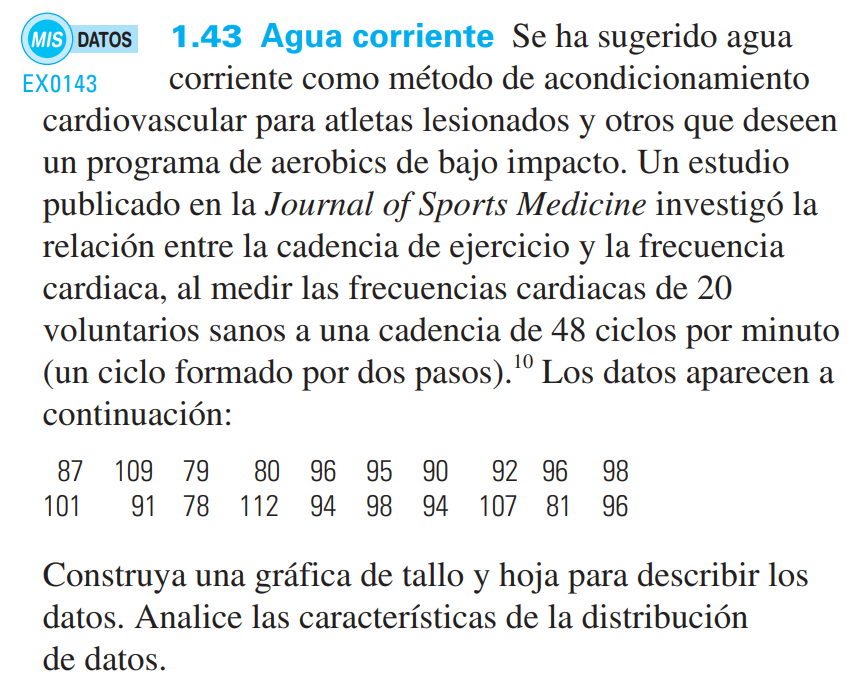 MIS DATOS 1.43 Agua corriente Se ha sugerido agua
EX0143 corriente como método de acondicionamiento
cardiovascular para atletas lesionados y otros que deseen
un programa de aerobics de bajo impacto. Un estudio
publicado en la Journal of Sports Medicine investigó la
relación entre la cadencia de ejercicio y la frecuencia
cardiaca, al medir las frecuencias cardiacas de 20
voluntarios sanos a una cadencia de 48 ciclos por minuto
(un ciclo formado por dos pasos).10 Los datos aparecen a
continuación:
87 109 79 80 96 95 90 92 96 98
101 91 78 112 94 98 94 107 81 96
Construya una gráfica de tallo y hoja para describir los
datos. Analice las características de la distribución
de datos.